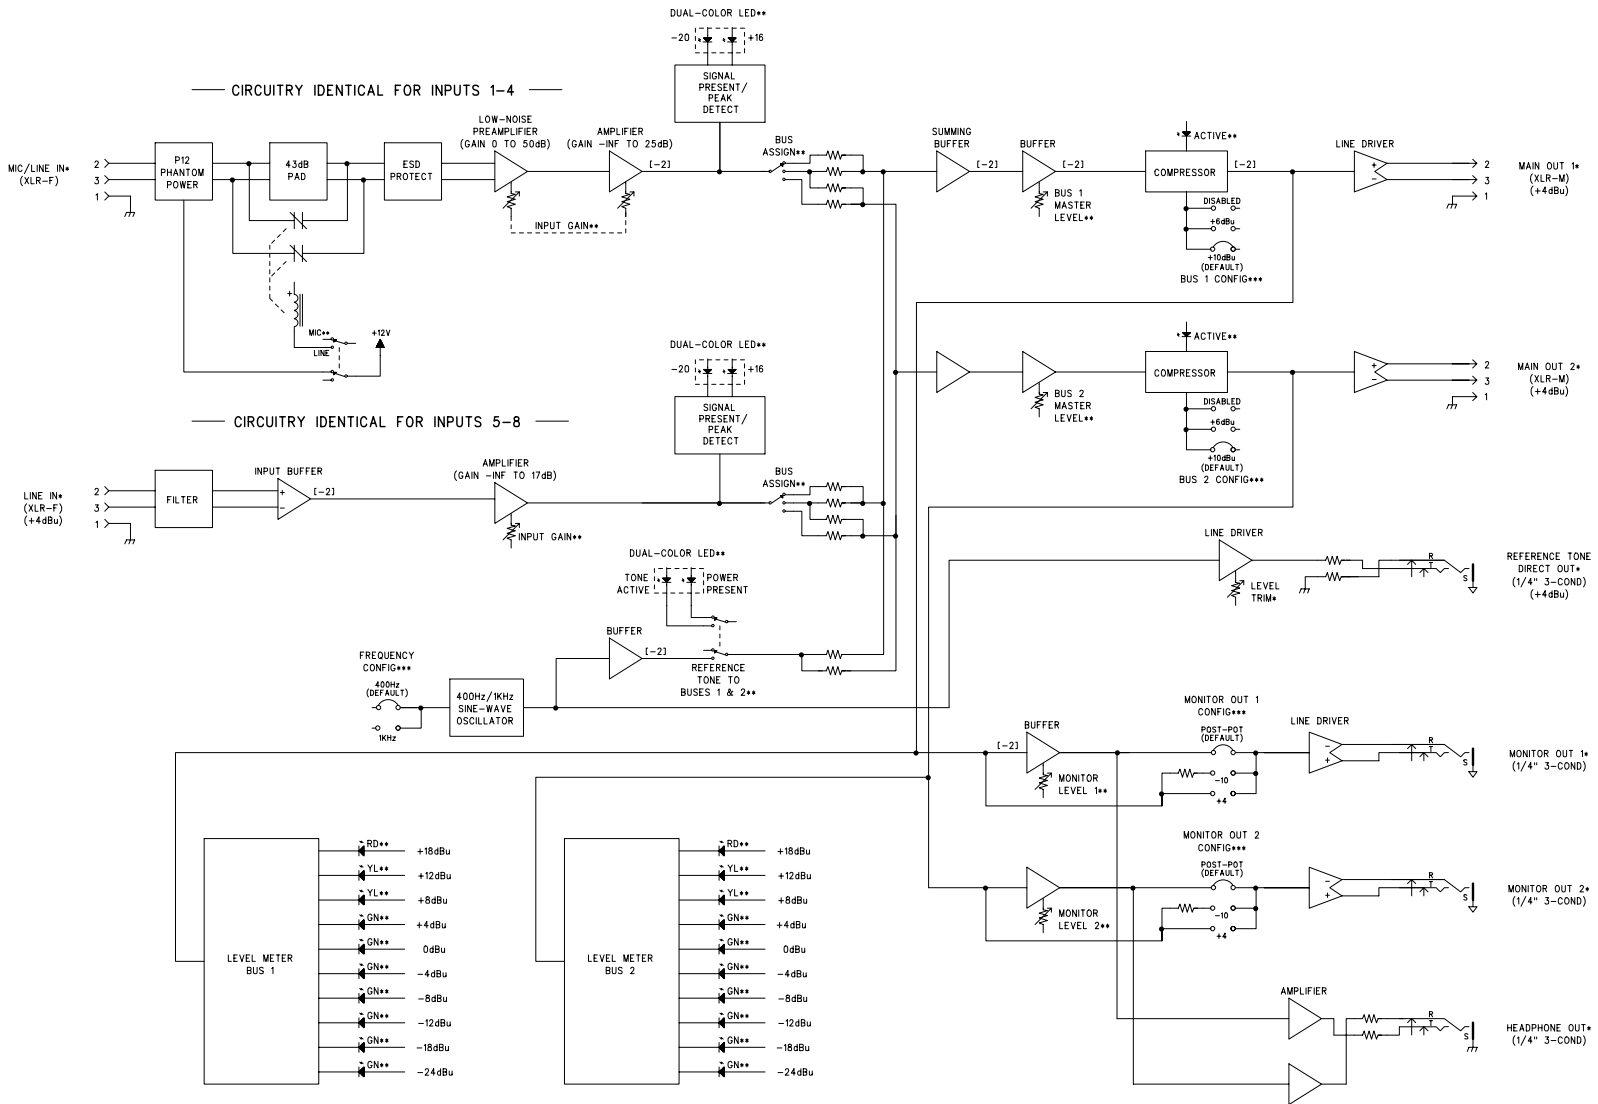 DUAL-COLOR LED**
-20
+16
SIGNAL
PRESENT/
PEAK
DETECT
CIRCUITRY IDENTICAL FOR INPUTS 1-4
MIC/LINE IN*
(XLR-F)
2
3
1
P12
PHANTOM
POWER
43dB
PAD
ESD
PROTECT
LOW-NOISE
PREAMPLIFIER
(GAIN 0 TO 50dB)
AMPLIFIER
(GAIN -INF TO 25dB)
[-2]
INPUT GAIN**
BUS
ASSIGN**
SUMMING
BUFFER
[-2]
BUFFER
[-2]
BUS 1
MASTER
LEVEL**
ACTIVE**
COMPRESSOR
[-2]
DISABLED
+6dBu
+10dBu
(DEFAULT)
BUS 1 CONFIG***
LINE DRIVER
+
-
2
3
1
MAIN OUT 1*
(XLR-M)
(+4dBu)
+
MIC**
LINE
+12V
DUAL-COLOR LED**
-20
+16
SIGNAL
PRESENT/
PEAK
DETECT
BUS 2
MASTER
LEVEL**
ACTIVE**
COMPRESSOR
DISABLED
+6dBu
+10dBu
(DEFAULT)
BUS 2 CONFIG***
+
-
2
3
1
MAIN OUT 2*
(XLR-M)
(+4dBu)
CIRCUITRY IDENTICAL FOR INPUTS 5-8
LINE IN*
(XLR-F)
(+4dBu)
2
3
1
FILTER
INPUT BUFFER
+
-
[-2]
AMPLIFIER
(GAIN -INF TO 17dB)
INPUT GAIN**
BUS
ASSIGN**
DUAL-COLOR LED**
TONE
ACTIVE
POWER
PRESENT
BUFFER
[-2]
REFERENCE
TONE TO
BUSES 1 & 2**
LINE DRIVER
LEVEL
TRIM*
R
T
S
REFERENCE TONE
DIRECT OUT*
(1/4" 3-COND)
(+4dBu)
FREQUENCY
CONFIG***
400Hz
(DEFAULT)
1KHz
400Hz/1KHz
SINE-WAVE
OSCILLATOR
[-2]
BUFFER
MONITOR
LEVEL 1**
MONITOR OUT 1
CONFIG***
POST-POT
(DEFAULT)
-10
+4
LINE DRIVER
-
+
R
T
S
MONITOR OUT 1*
(1/4" 3-COND)
MONITOR
LEVEL 2**
MONITOR OUT 2
CONFIG***
POST-POT
(DEFAULT)
-10
+4
-
+
R
T
S
MONITOR OUT 2*
(1/4" 3-COND)
LEVEL METER
BUS 1
RD** +18dBu
YL** +12dBu
YL** +8dBu
GN** +4dBu
GN** 0dBu
GN** -4dBu
GN** -8dBu
GN** -12dBu
GN** -18dBu
GN** -24dBu
LEVEL METER
BUS 2
RD** +18dBu
YL** +12dBu
YL** +8dBu
GN** +4dBu
GN** 0dBu
GN** -4dBu
GN** -8dBu
GN** -12dBu
GN** -18dBu
GN** -24dBu
AMPLIFIER
R
T
S
HEADPHONE OUT*
(1/4" 3-COND)